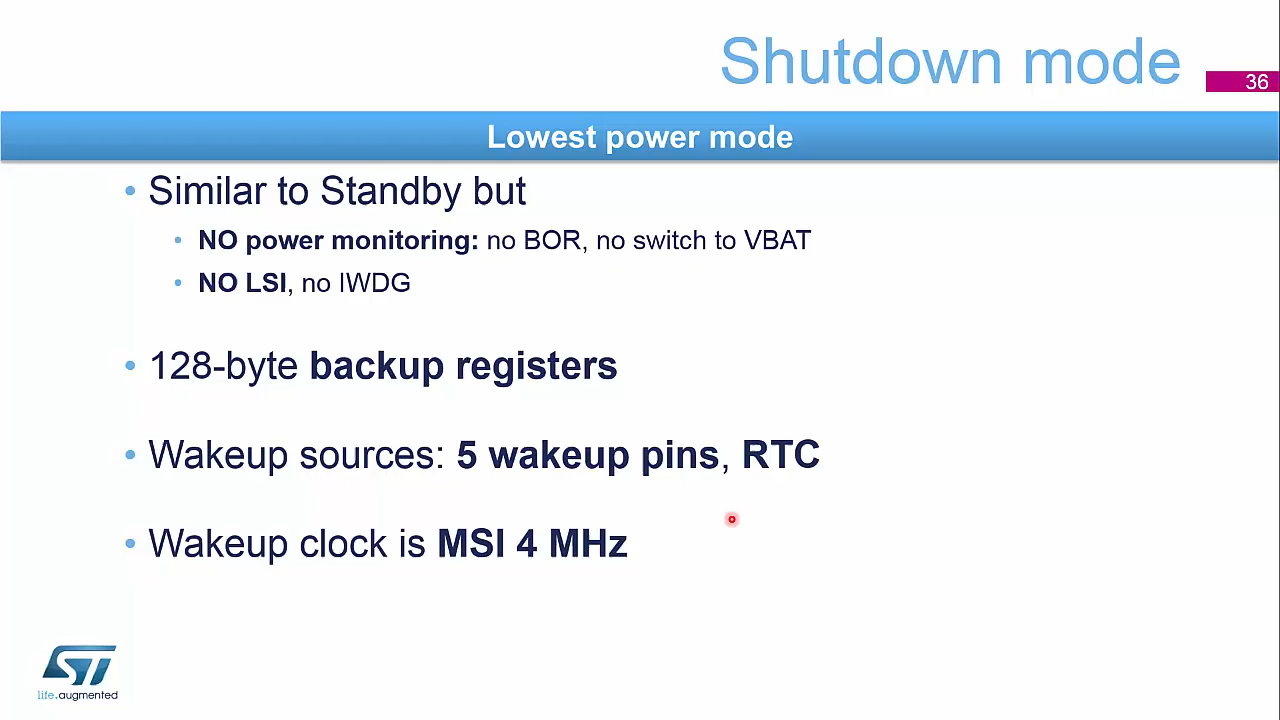 Shutdown mode
36
Lowest power mode
• Similar to Standby but
• NO power monitoring: no BOR, no switch to VBAT
• NO LSI, no IWDG
• 128-byte backup registers
• Wakeup sources: 5 wakeup pins, RTC
• Wakeup clock is MSI 4 MHz
ST
life.augmented